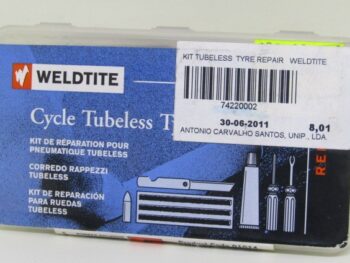 WELDTITE
Cycle Tubeless T
KIT DE RÉPARATION POUR
PNEUMATIQUE TUBELESS
CORREDO RAPPEZZI
TUBELESS
KIT DE REPARACIÓN
PARA RUEDAS
TUBELESS
KIT TUBELESS TYRE REPAIR WELDTITE
74220002
30-06-2011
8,01
ANTONIO CARVALHO SANTOS, UNIP., LDA
RE